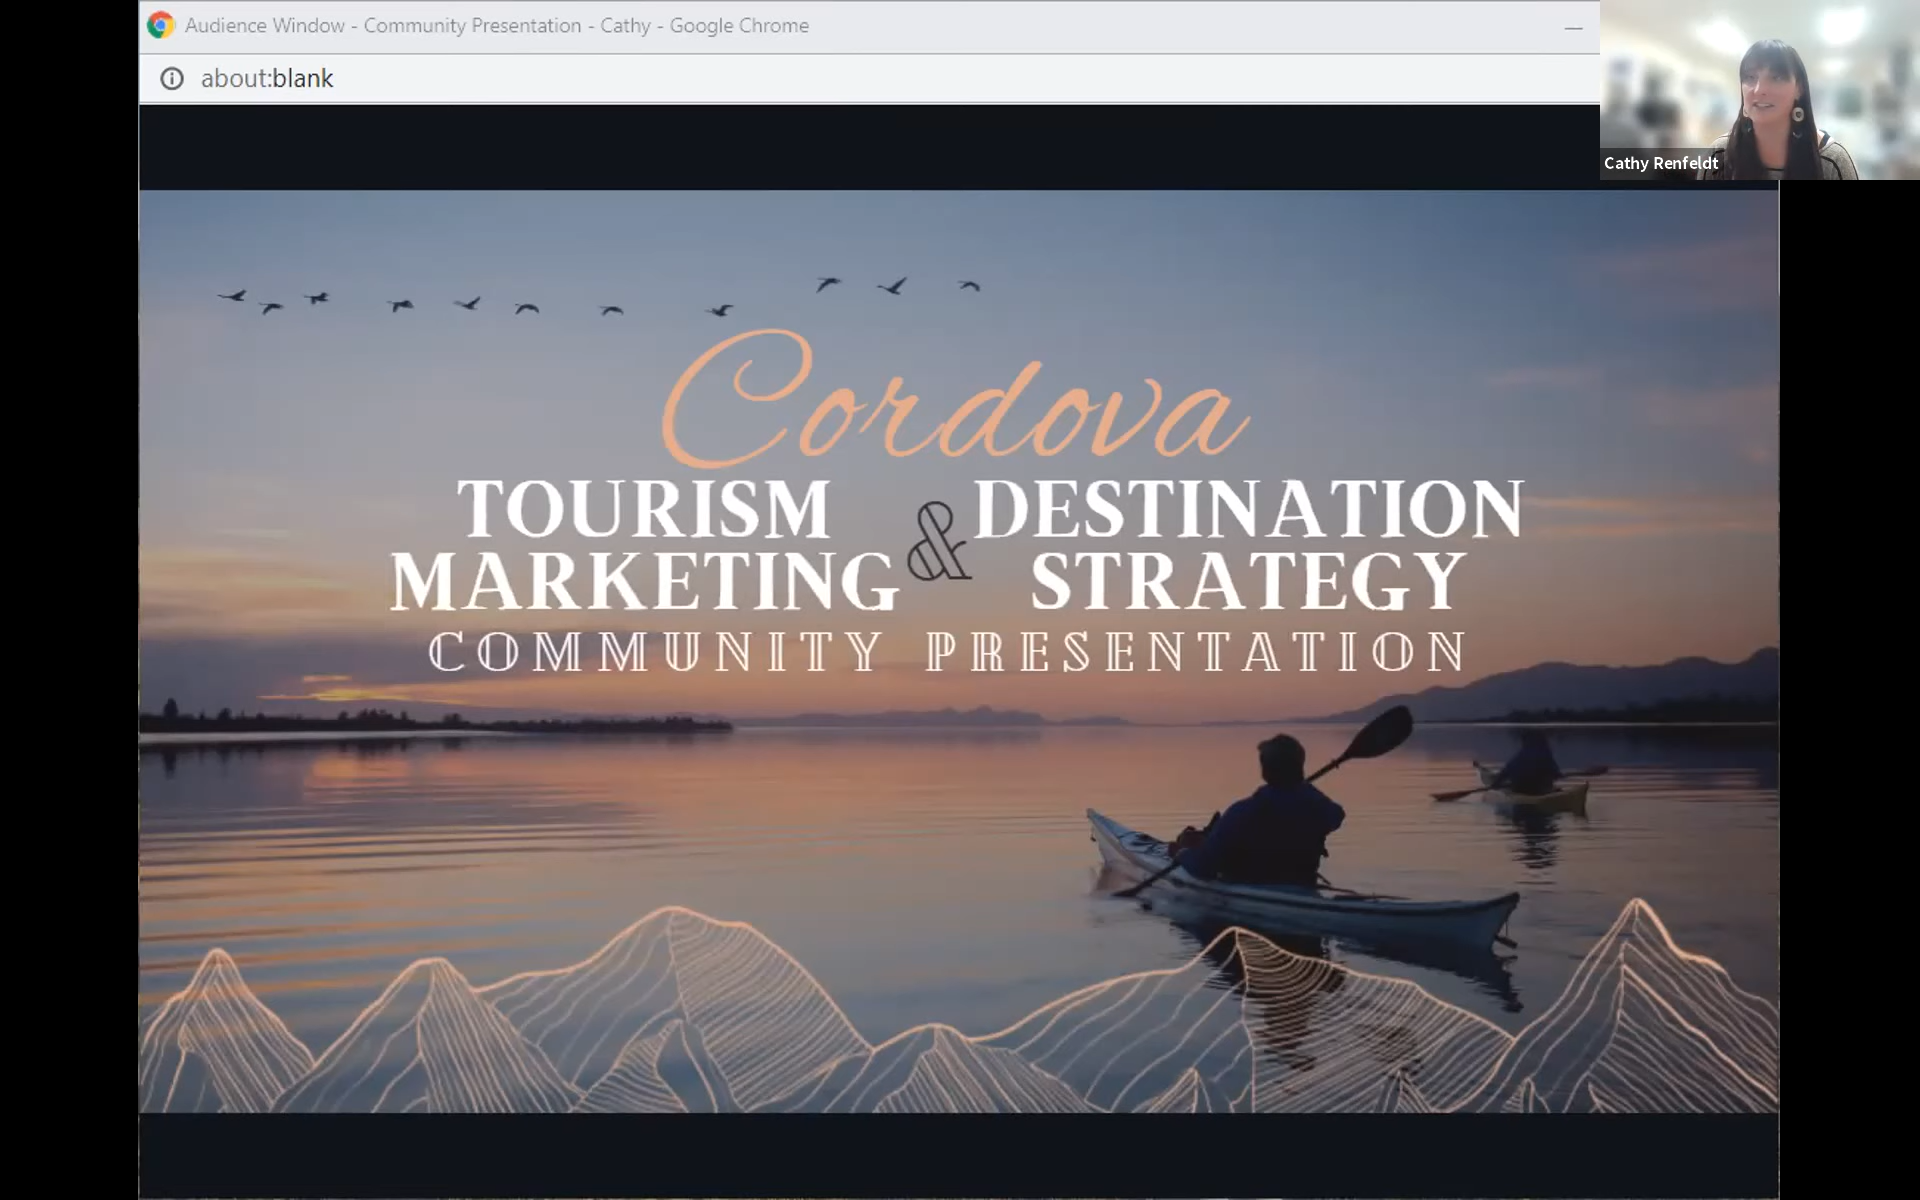 Audience Window - Community Presentation - Cathy - Google Chrome
about:blank
Cathy Renfeldt
Cordova
TOURISM MARKETING & DESTINATION STRATEGY
COMMUNITY PRESENTATION